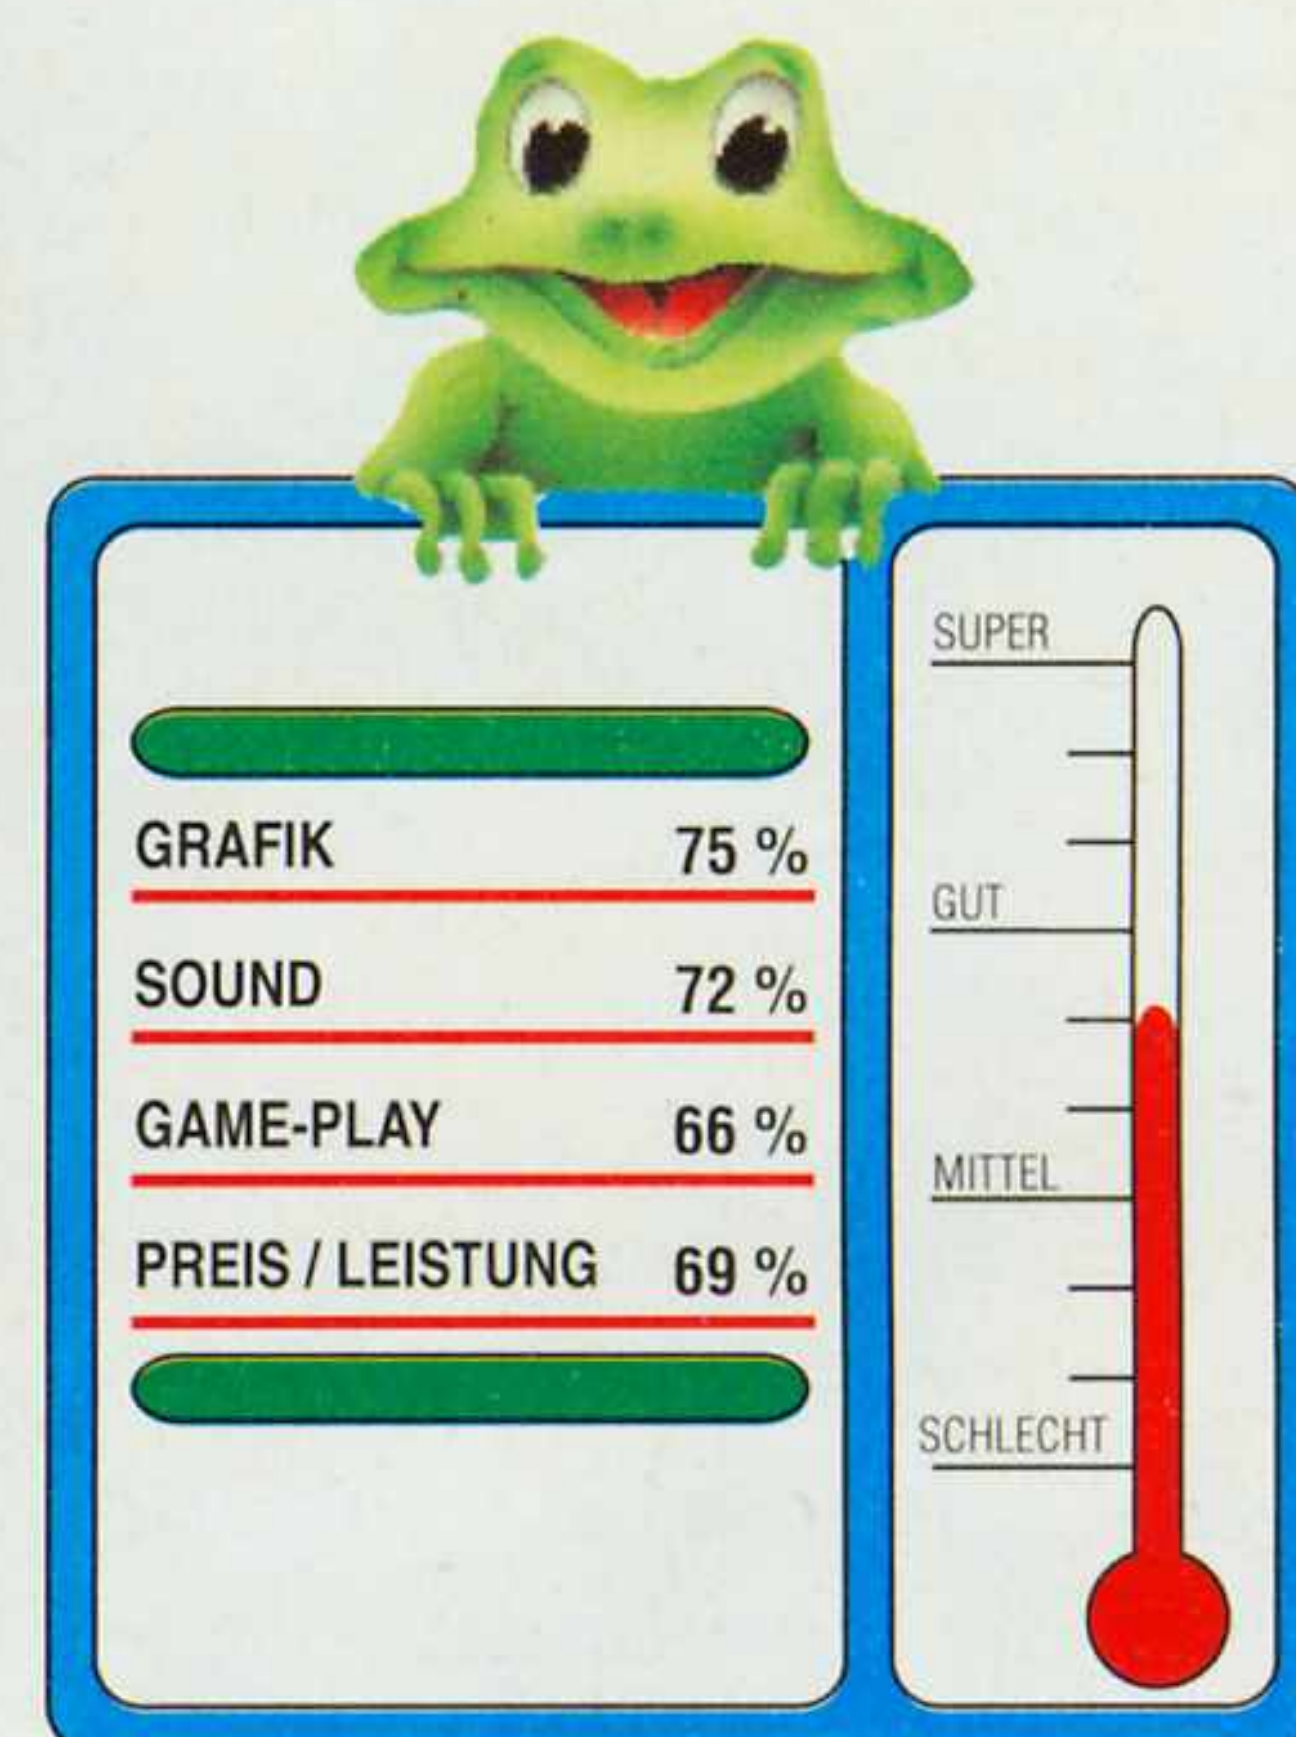 GRAFIK 75 %
SOUND 72 %
GAME-PLAY 66 %
PREIS / LEISTUNG 69 %
SUPER
GUT
MITTEL
SCHLECHT